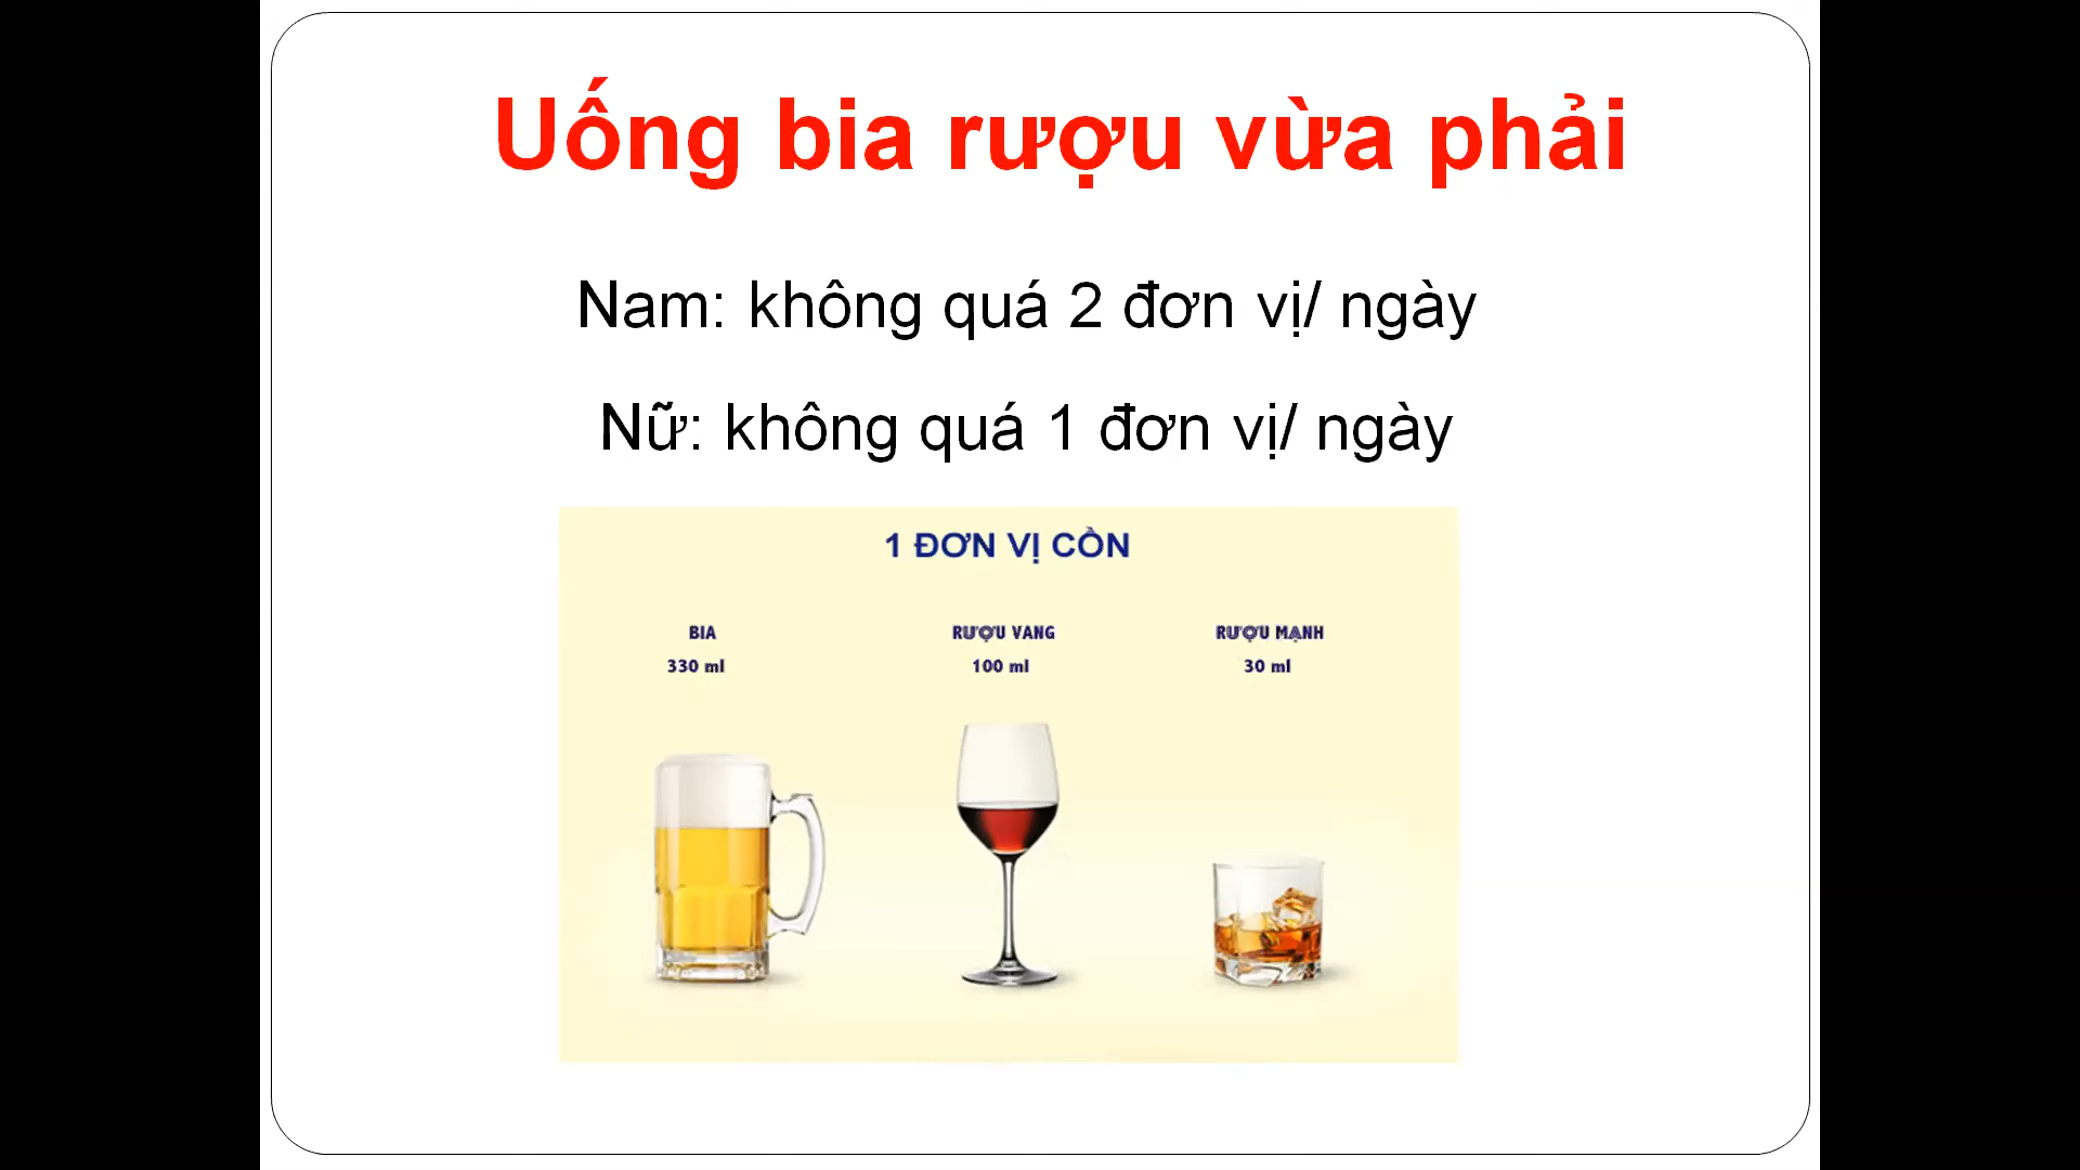 Uống bia rượu vừa phải
Nam: không quá 2 đơn vị/ ngày
Nữ: không quá 1 đơn vị/ ngày
1 ĐƠN VỊ CỒN
BIA RƯỢU VANG RƯỢU MẠNH
330 ml 100 ml 30 ml